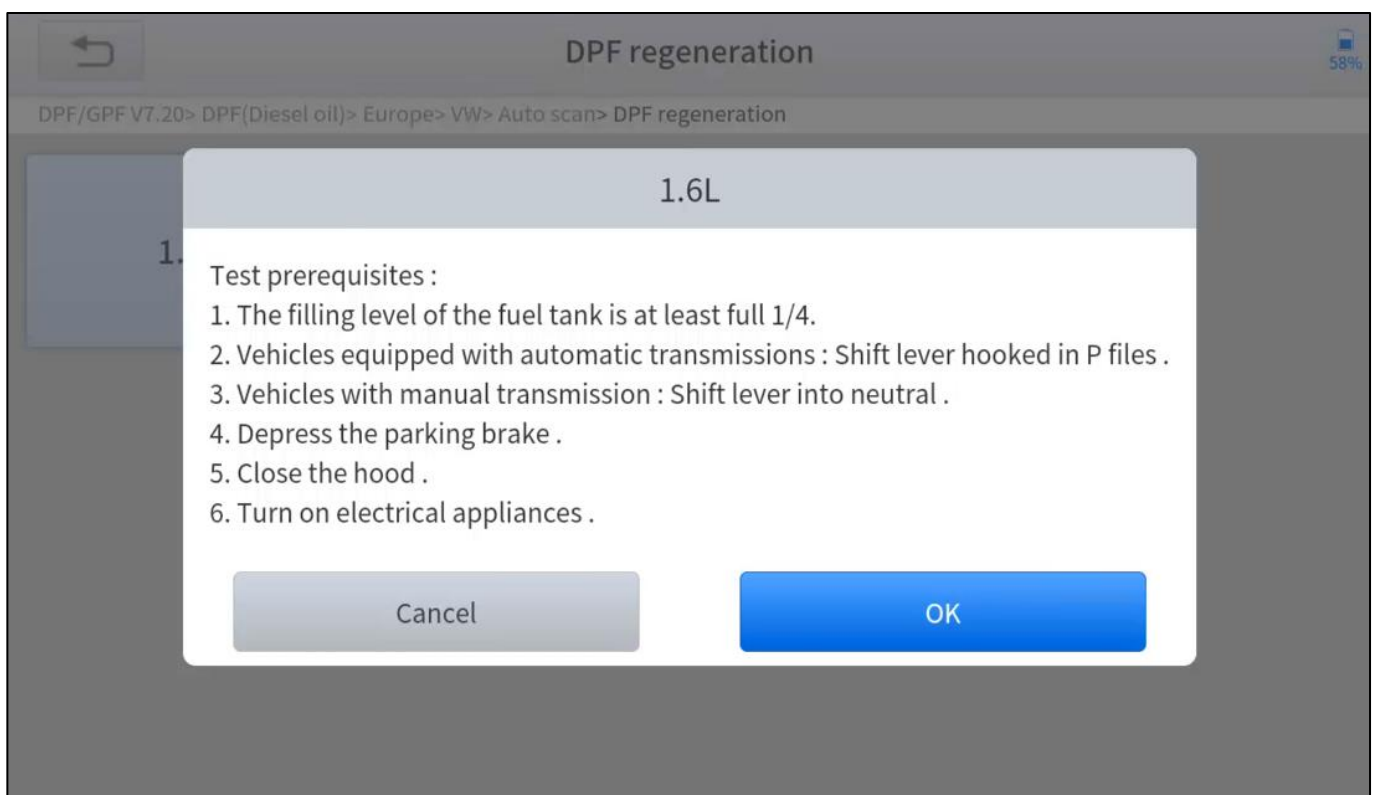 DPF regeneration
58%
DPF/GPF V7.20> DPF(Diesel oil)> Europe> VW> Auto scan> DPF regeneration
1.6L
1.
Test prerequisites :
1. The filling level of the fuel tank is at least full 1/4.
2. Vehicles equipped with automatic transmissions : Shift lever hooked in P files .
3. Vehicles with manual transmission : Shift lever into neutral .
4. Depress the parking brake .
5. Close the hood .
6. Turn on electrical appliances .
Cancel
OK